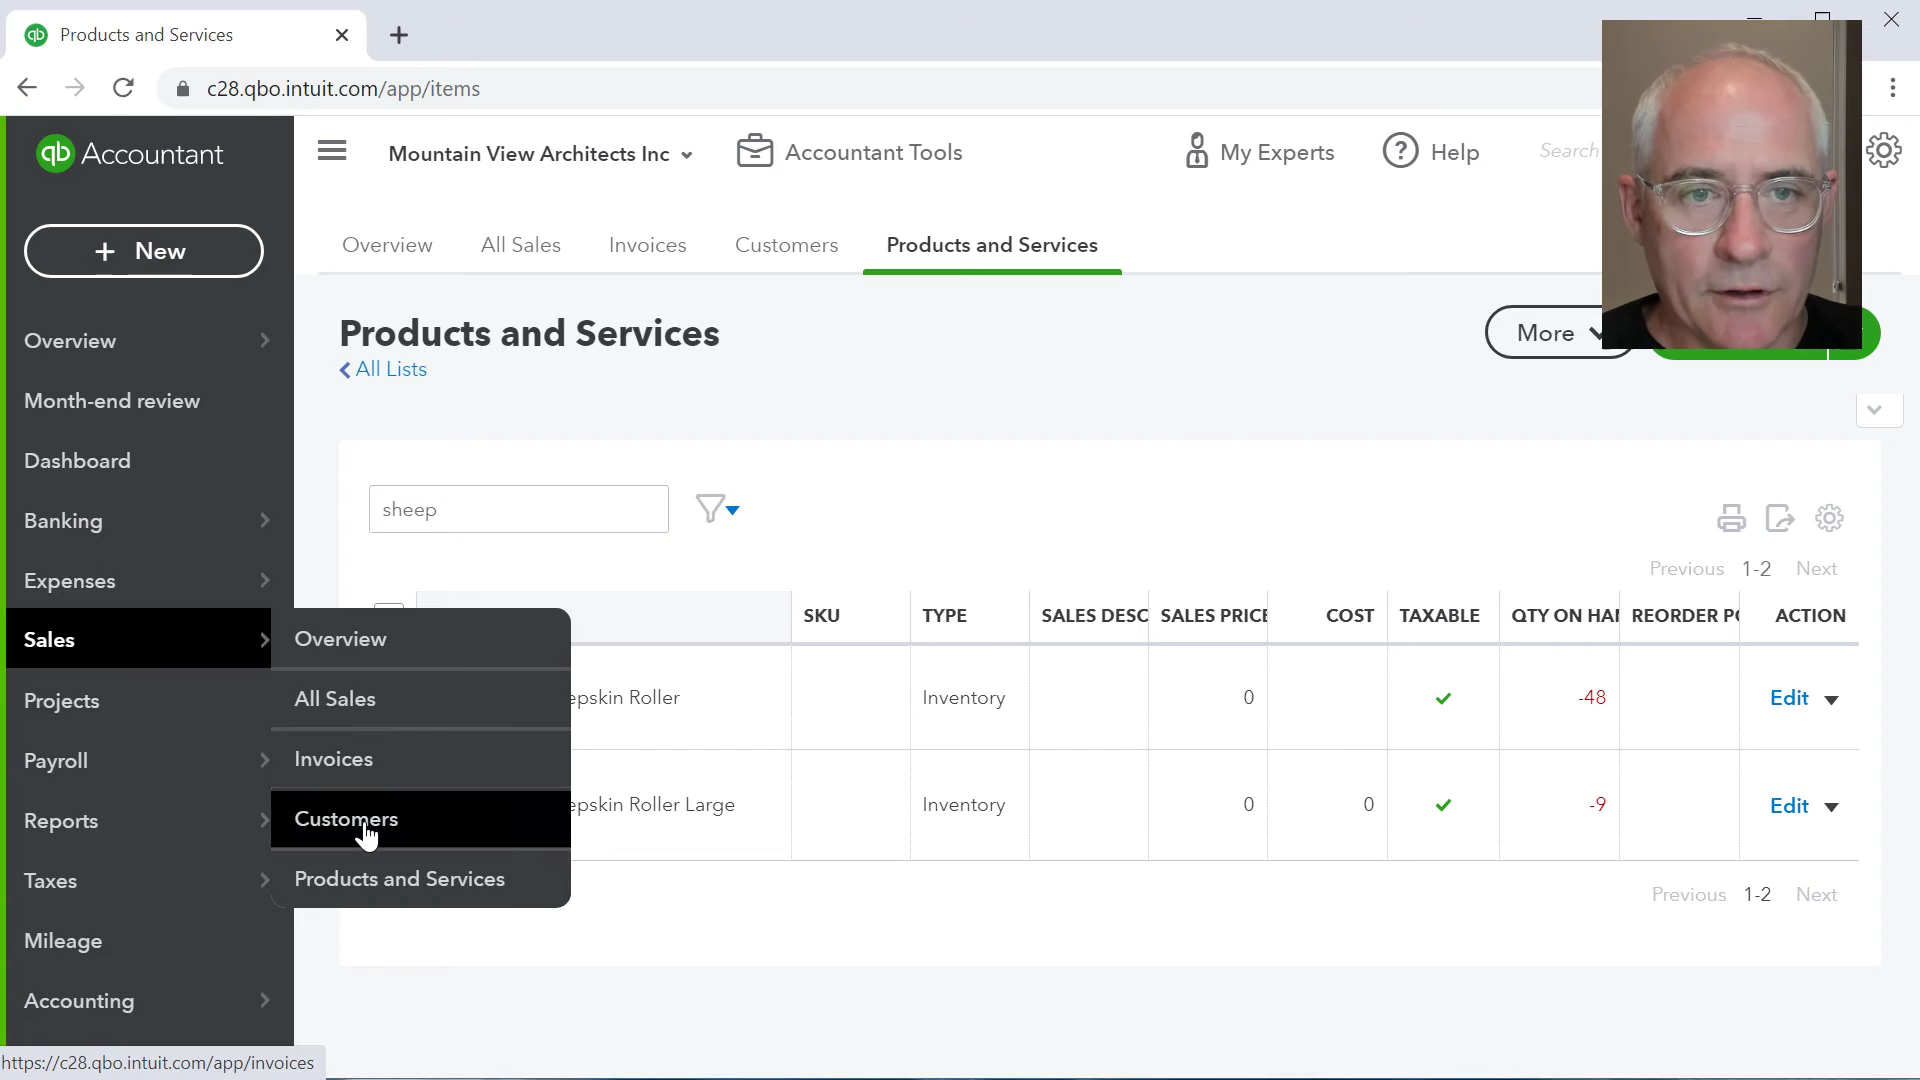 Products and Services
c28.qbo.intuit.com/app/items
qb Accountant
Mountain View Architects Inc
Accountant Tools
My Experts
? Help
Search
+ New
Overview
All Sales
Invoices
Customers
Products and Services
Products and Services
All Lists
More
sheep
Previous 1-2 Next
SKU
TYPE
SALES DESC
SALES PRICE
COST
TAXABLE
QTY ON HAN
REORDER PO
ACTION
epskin Roller
Inventory
0
-48
Edit
epskin Roller Large
Inventory
0
0
-9
Edit
Previous 1-2 Next
Overview
Month-end review
Dashboard
Banking
Expenses
Sales
Projects
Payroll
Reports
Taxes
Mileage
Accounting
Overview
All Sales
Invoices
Customers
Products and Services
https://c28.qbo.intuit.com/app/invoices